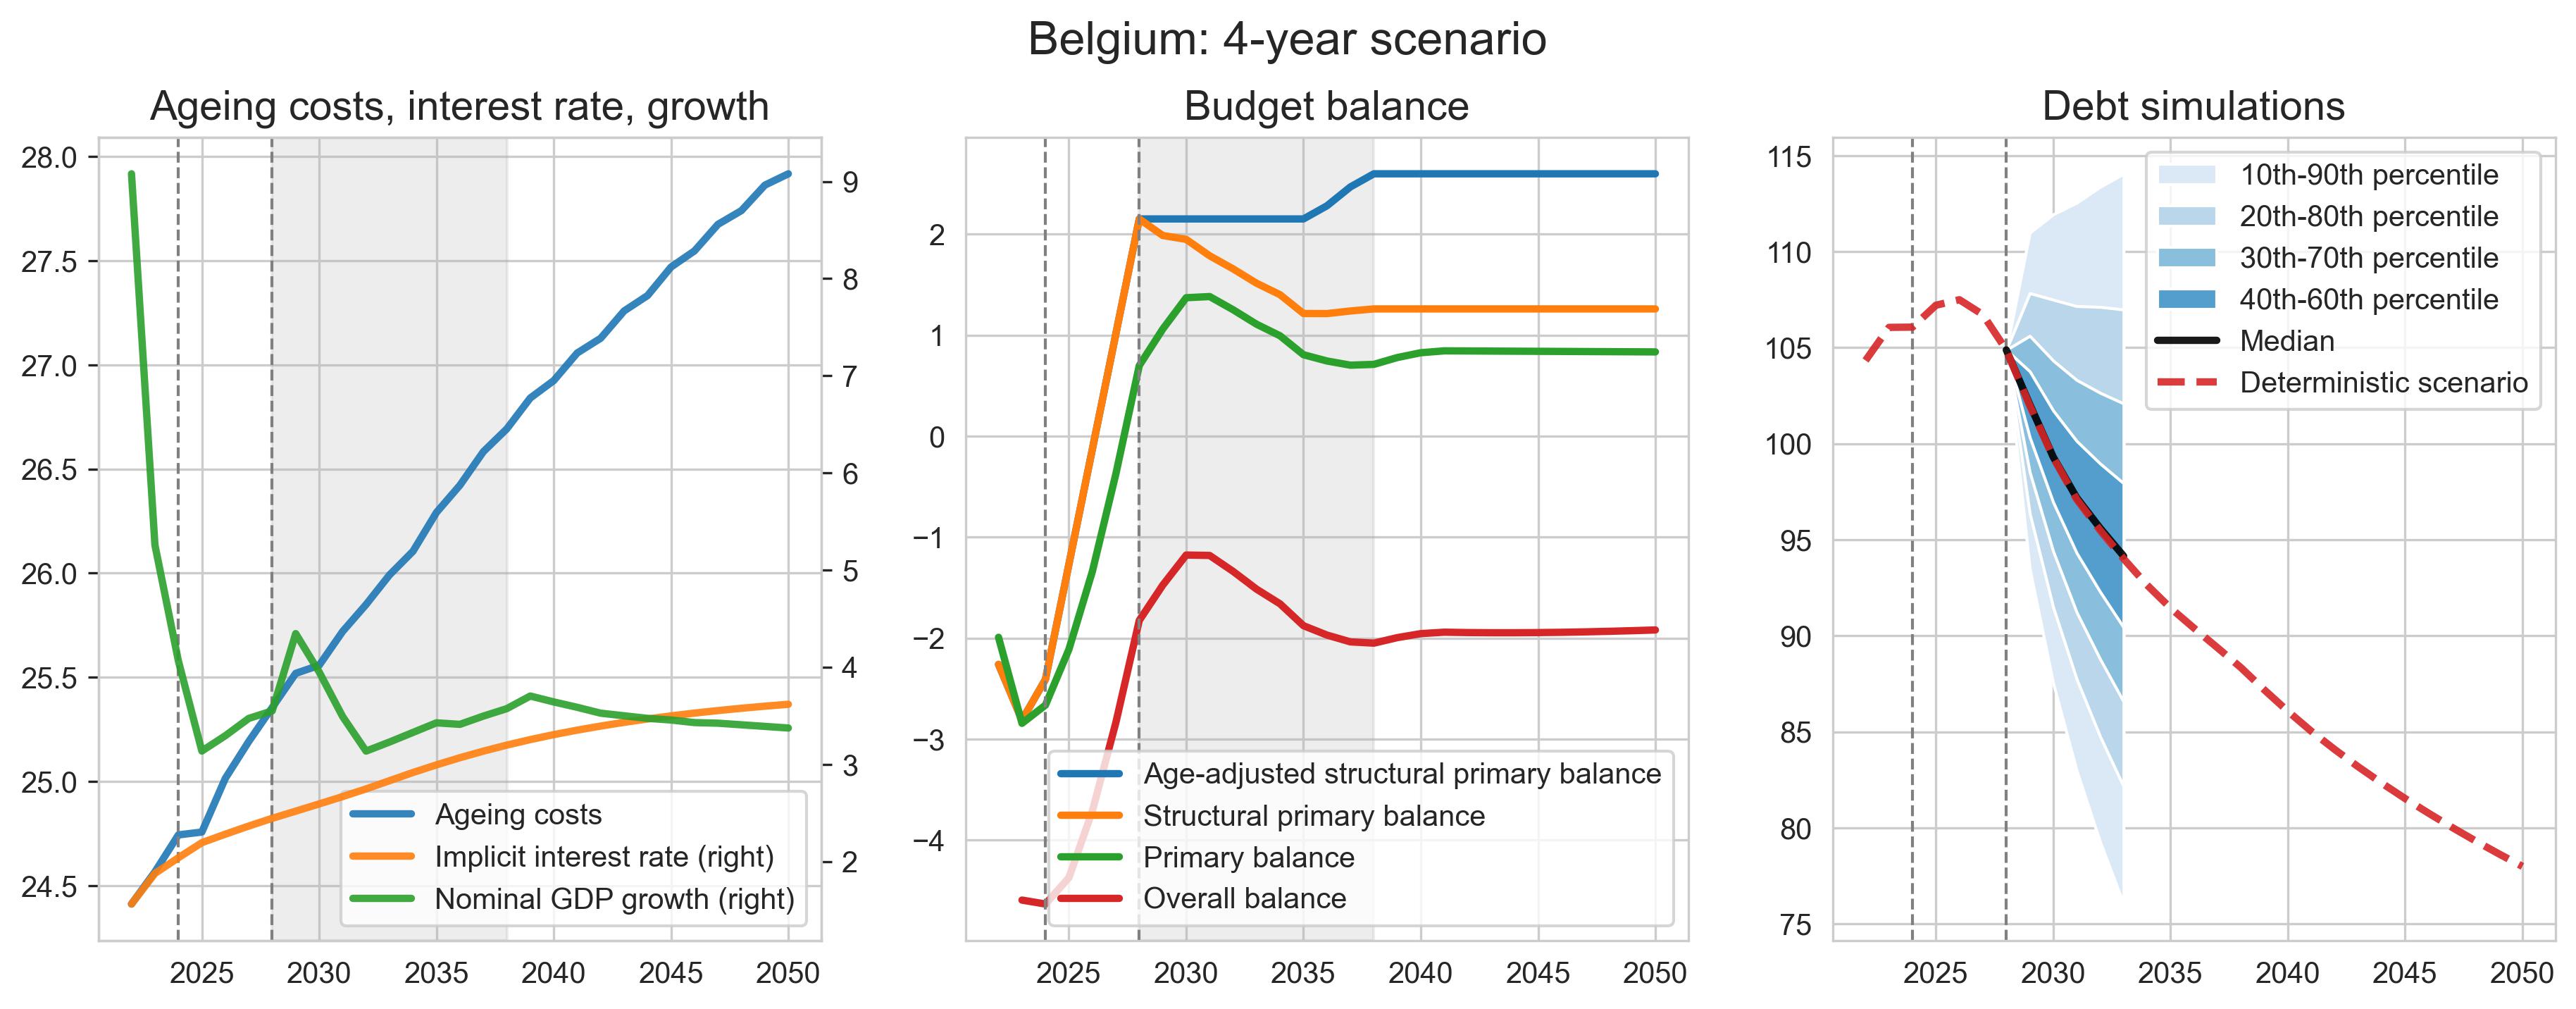 Belgium: 4-year scenario
Ageing costs, interest rate, growth
28.0
27.5
27.0
26.5
26.0
25.5
25.0
24.5
9
8
7
6
5
4
3
2
2025 2030 2035 2040 2045 2050
Ageing costs
Implicit interest rate (right)
Nominal GDP growth (right)
Budget balance
2
1
0
−1
−2
−3
−4
2025 2030 2035 2040 2045 2050
Age-adjusted structural primary balance
Structural primary balance
Primary balance
Overall balance
Debt simulations
115
110
105
100
95
90
85
80
75
2025 2030 2035 2040 2045 2050
10th-90th percentile
20th-80th percentile
30th-70th percentile
40th-60th percentile
Median
Deterministic scenario